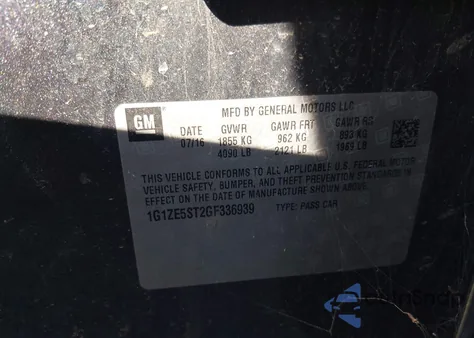 GM
MFD BY GENERAL MOTORS LLC
DATE GVWR GAWR FRT GAWR RR
07/16 1855 KG 962 KG 893 KG
4090 LB 2121 LB 1969 LB
THIS VEHICLE CONFORMS TO ALL APPLICABLE U.S. FEDERAL MOTOR
VEHICLE SAFETY, BUMPER, AND THEFT PREVENTION STANDARDS IN
EFFECT ON THE DATE OF MANUFACTURE SHOWN ABOVE.
1G1ZE5ST2GF336939 TYPE: PASS CAR